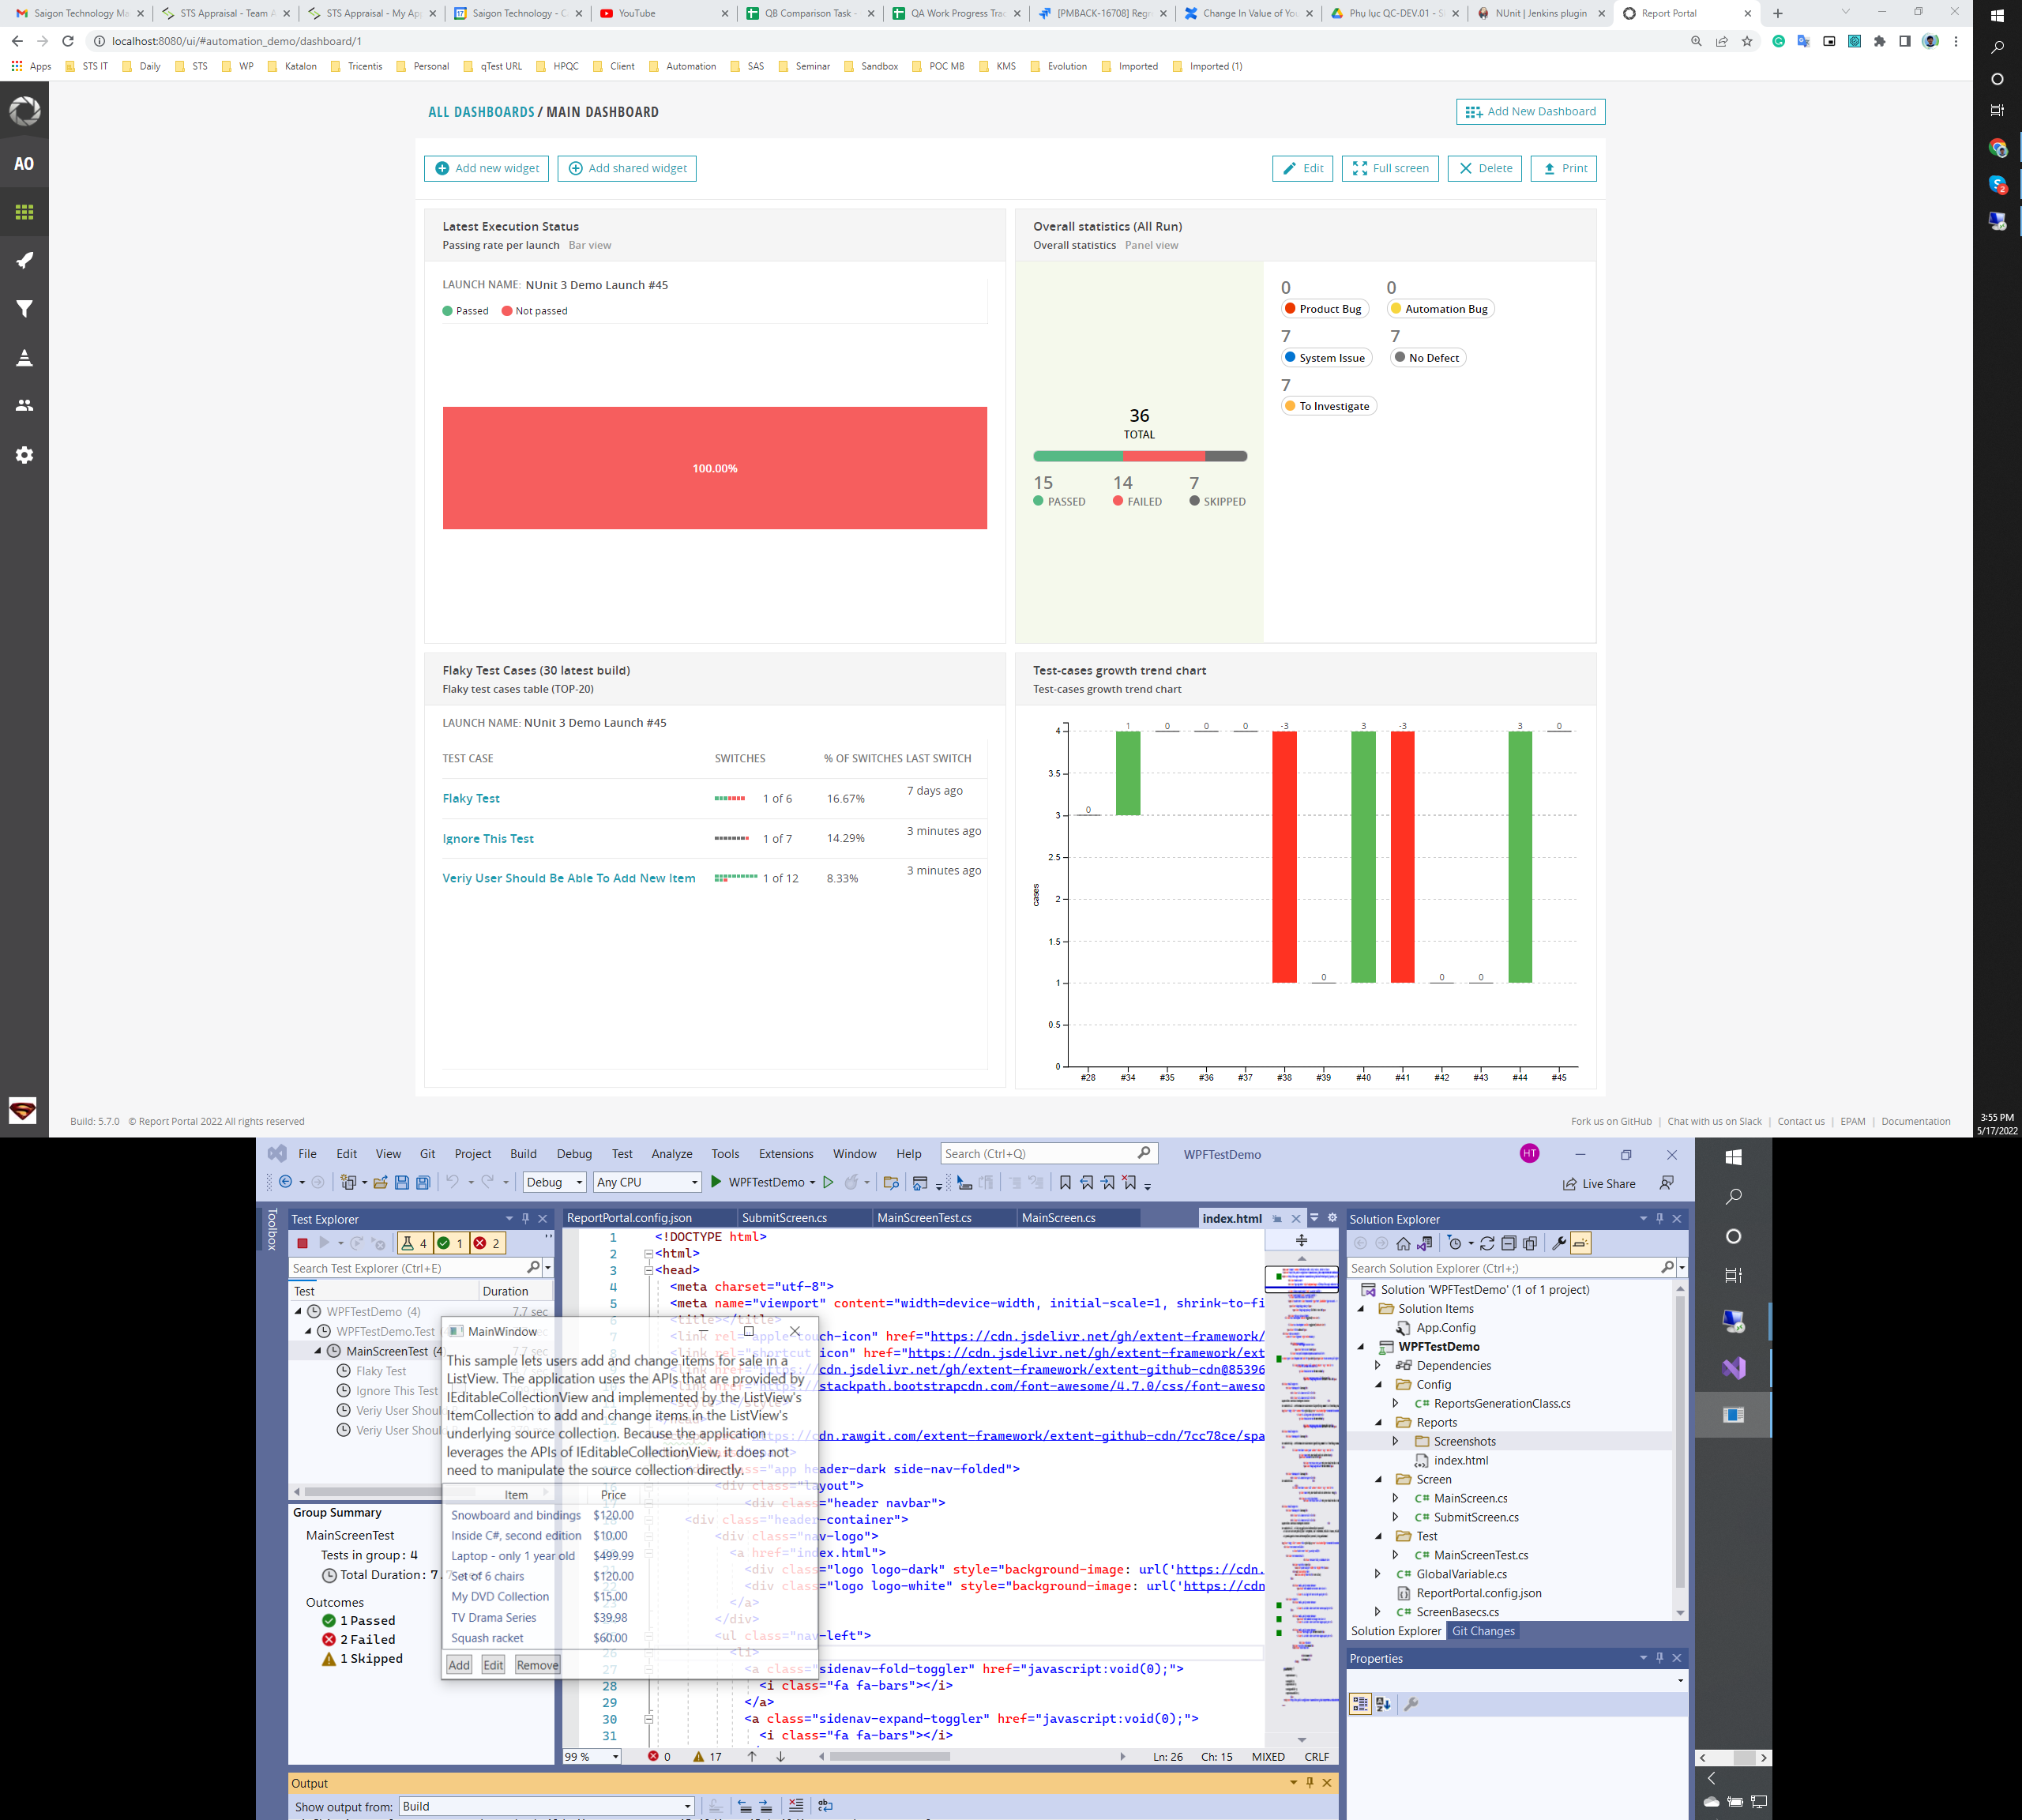 Saigon Technology Ma
STS Appraisal - Team A
STS Appraisal - My App
Saigon Technology - C
YouTube
QB Comparison Task -
QA Work Progress Trac
[PMBACK-16708] Regr
Change In Value of You
Phụ lục QC-DEV.01 - S
NUnit | Jenkins plugin
Report Portal
localhost:8080/ui/#automation_demo/dashboard/1
Apps STS IT Daily STS WP Katalon Tricentis Personal qTest URL HPQC Client Automation SAS Seminar Sandbox POC MB KMS Evolution Imported Imported (1)
AO
ALL DASHBOARDS / MAIN DASHBOARD
Add New Dashboard
Add new widget Add shared widget
Edit Full screen Delete Print
Latest Execution Status
Passing rate per launch Bar view
LAUNCH NAME: NUnit 3 Demo Launch #45
Passed Not passed
100.00%
Overall statistics (All Run)
Overall statistics Panel view
36
TOTAL
15 14 7
PASSED FAILED SKIPPED
0 0
Product Bug Automation Bug
7 7
System Issue No Defect
7
To Investigate
Flaky Test Cases (30 latest build)
Flaky test cases table (TOP-20)
LAUNCH NAME: NUnit 3 Demo Launch #45
TEST CASE SWITCHES % OF SWITCHES LAST SWITCH
Flaky Test 1 of 6 16.67% 7 days ago
Ignore This Test 1 of 7 14.29% 3 minutes ago
Veriy User Should Be Able To Add New Item 1 of 12 8.33% 3 minutes ago
Test-cases growth trend chart
Test-cases growth trend chart
0 1 0 0 0 -3 0 3 -3 0 0 3 0
4
3.5
3
2.5
2
1.5
1
0.5
0
cases
#28 #34 #35 #36 #37 #38 #39 #40 #41 #42 #43 #44 #45
Build: 5.7.0 © Report Portal 2022 All rights reserved
Fork us on GitHub | Chat with us on Slack | Contact us | EPAM | Documentation
3:55 PM
5/17/2022
File Edit View Git Project Build Debug Test Analyze Tools Extensions Window Help Search (Ctrl+Q) WPFTestDemo HT
Debug Any CPU WPFTestDemo Live Share
Toolbox
Test Explorer
4 1 2
Search Test Explorer (Ctrl+E)
Test Duration
WPFTestDemo (4) 7.7 sec
WPFTestDemo.Test
MainScreenTest (4) 7.7 sec
Flaky Test
Ignore This Test
Veriy User Shoul
Veriy User Shoul
Group Summary
MainScreenTest
Tests in group: 4
Total Duration: 7.7
Outcomes
1 Passed
2 Failed
1 Skipped
MainWindow
This sample lets users add and change items for sale in a
ListView. The application uses the APIs that are provided by
IEditableCollectionView and implemented by the ListView's
ItemCollection to add and change items in the ListView's
underlying source collection. Because the application
leverages the APIs of IEditableCollectionView, it does not
need to manipulate the source collection directly.
Item Price
Snowboard and bindings $120.00
Inside C#, second edition $10.00
Laptop - only 1 year old $499.99
Set of 6 chairs $120.00
My DVD Collection $15.00
TV Drama Series $39.98
Squash racket $60.00
Add Edit Remove
ReportPortal.config.json SubmitScreen.cs MainScreenTest.cs MainScreen.cs index.html
1 <!DOCTYPE html>
2 <html>
3 <head>
4 <meta charset="utf-8">
5 <meta name="viewport" content="width=device-width, initial-scale=1, shrink-to-fi
6 <title></title>
7 <link rel="apple-touch-icon" href="https://cdn.jsdelivr.net/gh/extent-framework/
<link rel="shortcut icon" href="https://cdn.jsdelivr.net/gh/extent-framework/ext
<link href="https://cdn.jsdelivr.net/gh/extent-framework/extent-github-cdn@85396
<link href="https://stackpath.bootstrapcdn.com/font-awesome/4.7.0/css/font-aweso
https://cdn.rawgit.com/extent-framework/extent-github-cdn/7cc78ce/spa
class="app header-dark side-nav-folded">
<div class="layout">
<div class="header navbar">
<div class="header-container">
<div class="nav-logo">
<a href="index.html">
<div class="logo logo-dark" style="background-image: url('https://cdn.
<div class="logo logo-white" style="background-image: url('https://cdn
</a>
</div>
<ul class="nav-left">
26 <li>
27 <a class="sidenav-fold-toggler" href="javascript:void(0);">
28 <i class="fa fa-bars"></i>
29 </a>
30 <a class="sidenav-expand-toggler" href="javascript:void(0);">
31 <i class="fa fa-bars"></i>
99 % 0 17 Ln: 26 Ch: 15 MIXED CRLF
Output
Show output from: Build
Solution Explorer
Search Solution Explorer (Ctrl+;)
Solution 'WPFTestDemo' (1 of 1 project)
Solution Items
App.Config
WPFTestDemo
Dependencies
Config
C# ReportsGenerationClass.cs
Reports
Screenshots
index.html
Screen
C# MainScreen.cs
C# SubmitScreen.cs
Test
C# MainScreenTest.cs
C# GlobalVariable.cs
ReportPortal.config.json
C# ScreenBasecs.cs
Solution Explorer Git Changes
Properties